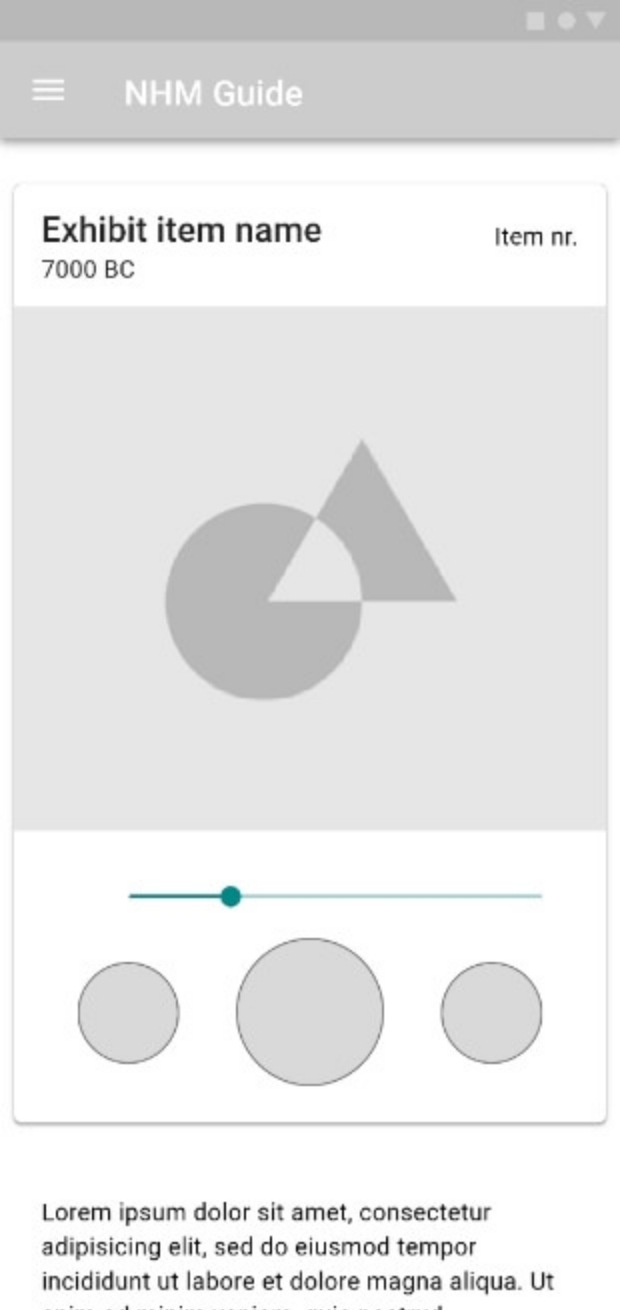 NHM Guide
Exhibit item name
Item nr.
7000 BC
Lorem ipsum dolor sit amet, consectetur
adipisicing elit, sed do eiusmod tempor
incididunt ut labore et dolore magna aliqua. Ut